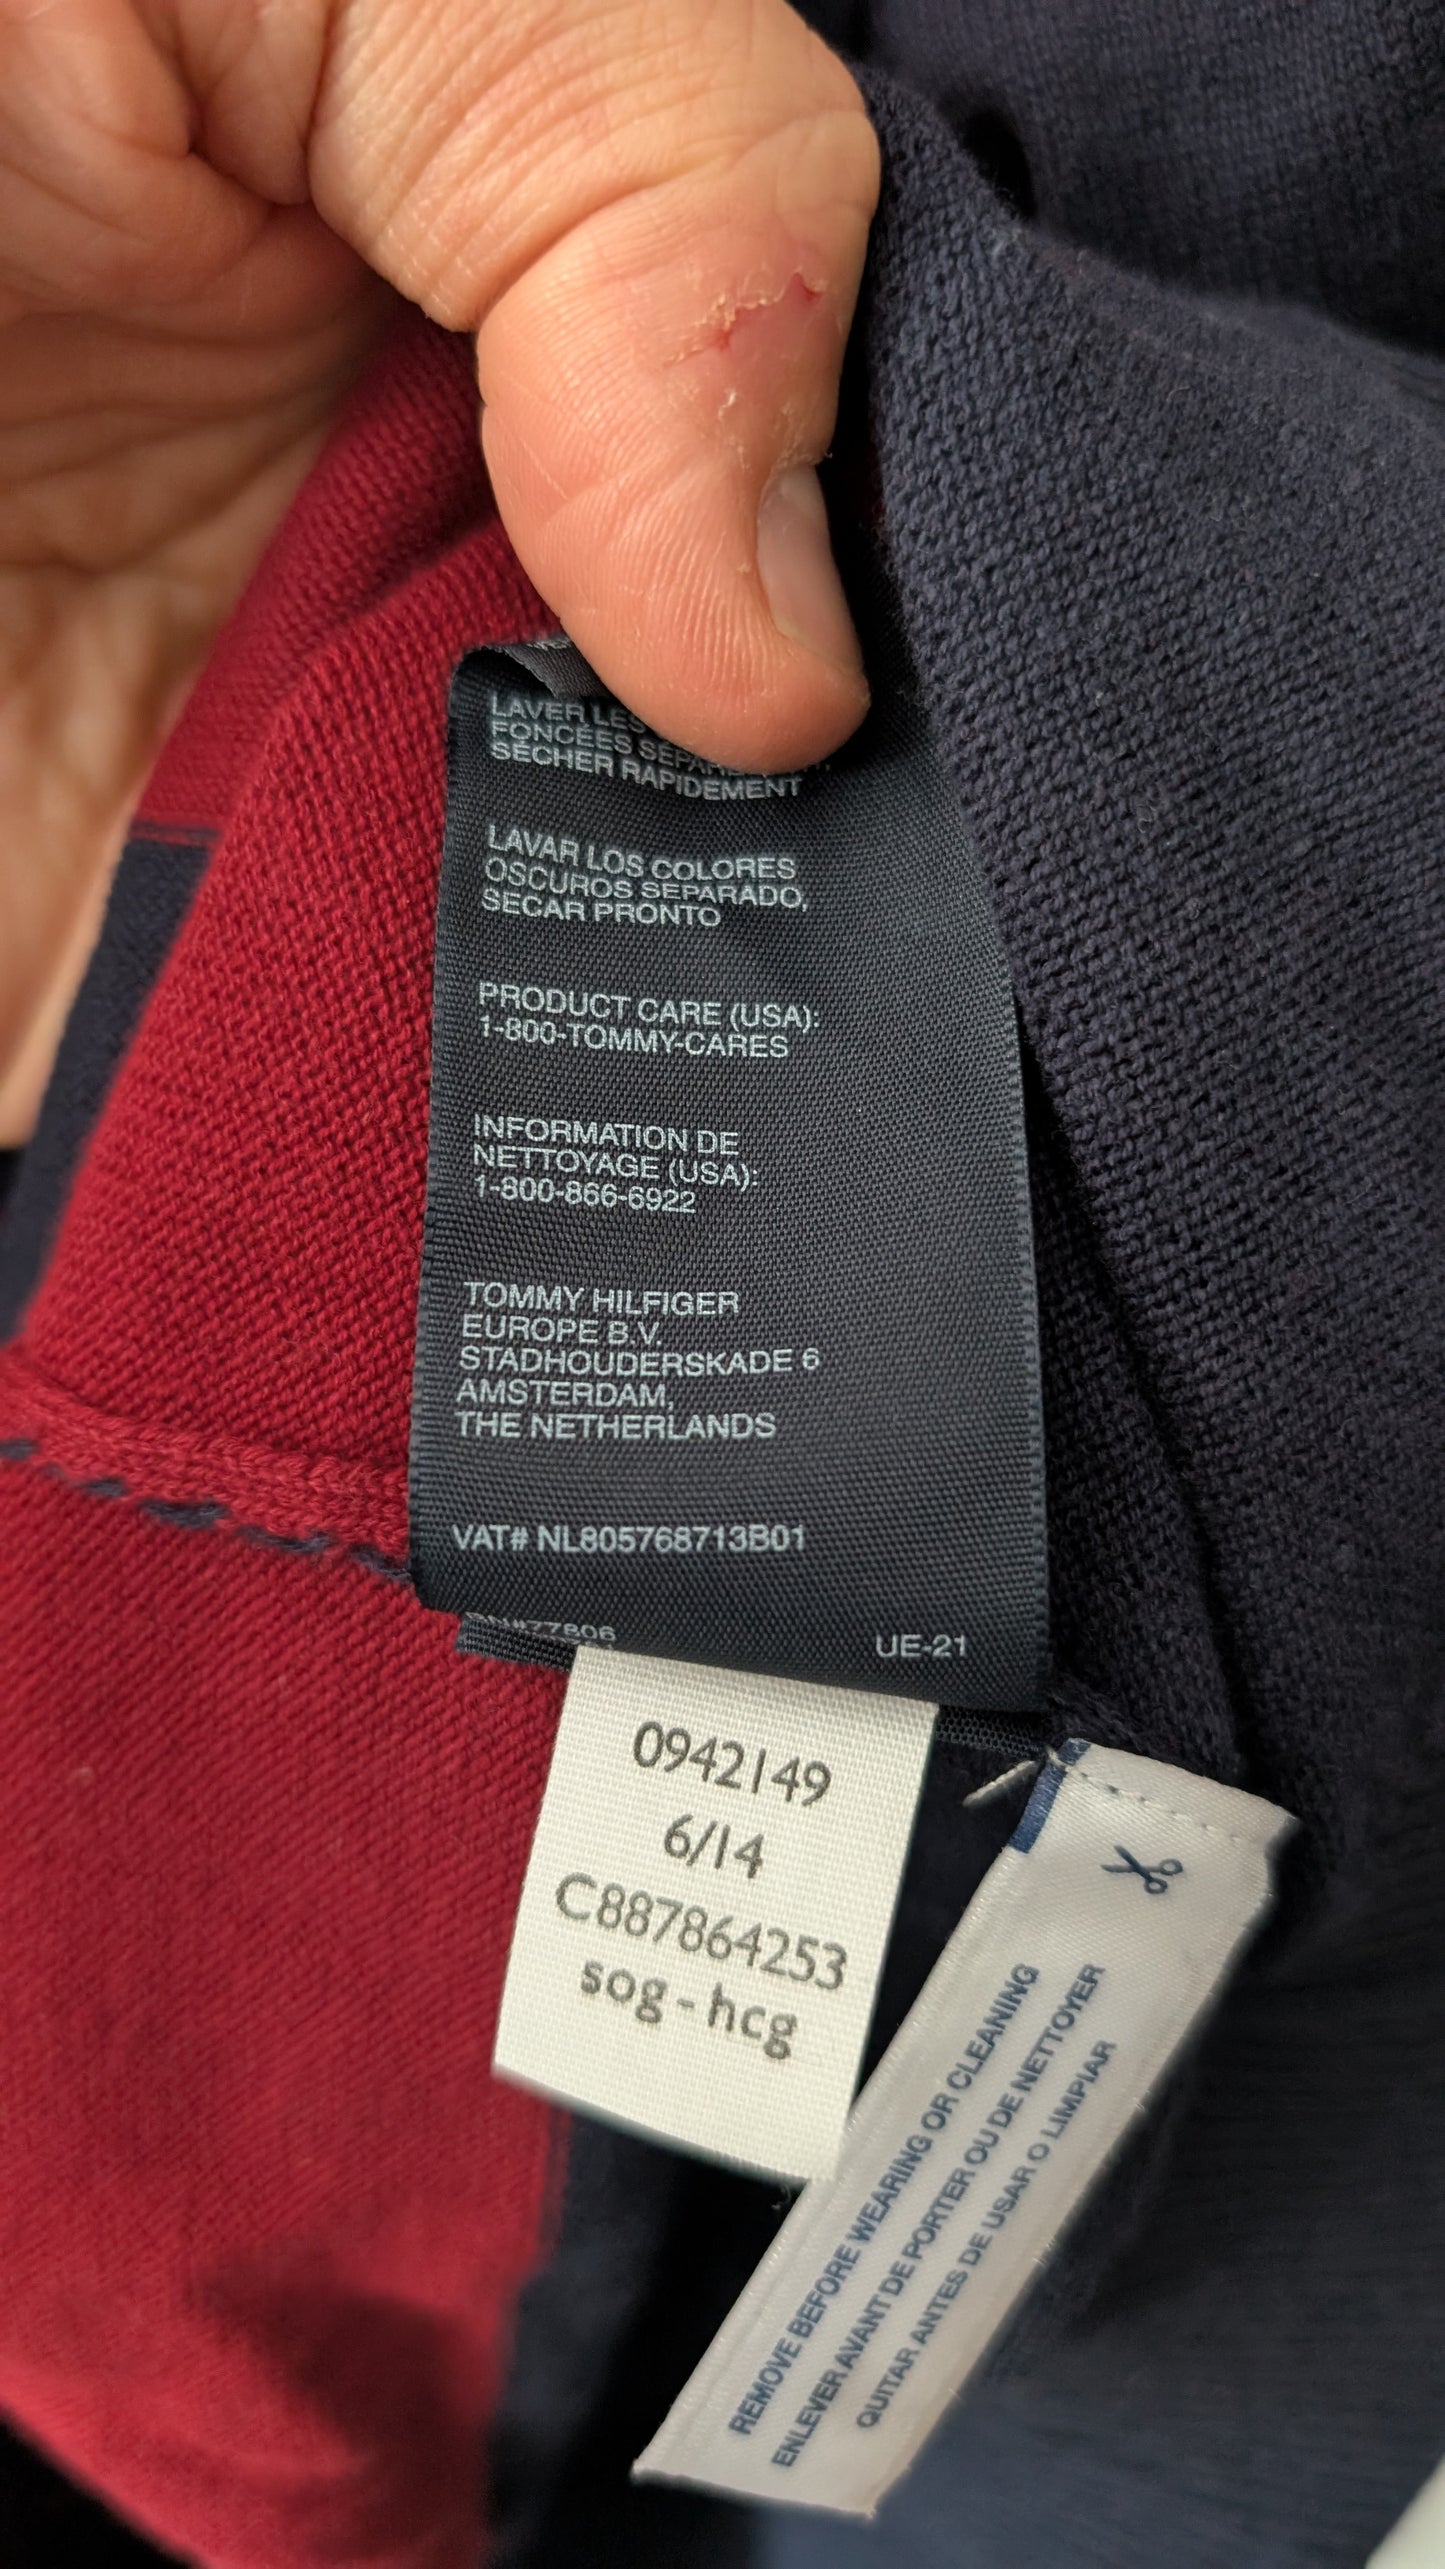 LAVER LES
FONCÉES SÉPARÉMENT,
SÉCHER RAPIDEMENT
LAVAR LOS COLORES
OSCUROS SEPARADO,
SECAR PRONTO
PRODUCT CARE (USA):
1-800-TOMMY-CARES
INFORMATION DE
NETTOYAGE (USA):
1-800-866-6922
TOMMY HILFIGER
EUROPE B.V.
STADHOUDERSKADE 6
AMSTERDAM,
THE NETHERLANDS
VAT# NL805768713B01
UE-21
0942149
6/14
C887864253
sog-hcg
REMOVE BEFORE WEARING OR CLEANING
ENLEVER AVANT DE PORTER OU DE NETTOYER
QUITAR ANTES DE USAR O LIMPIAR